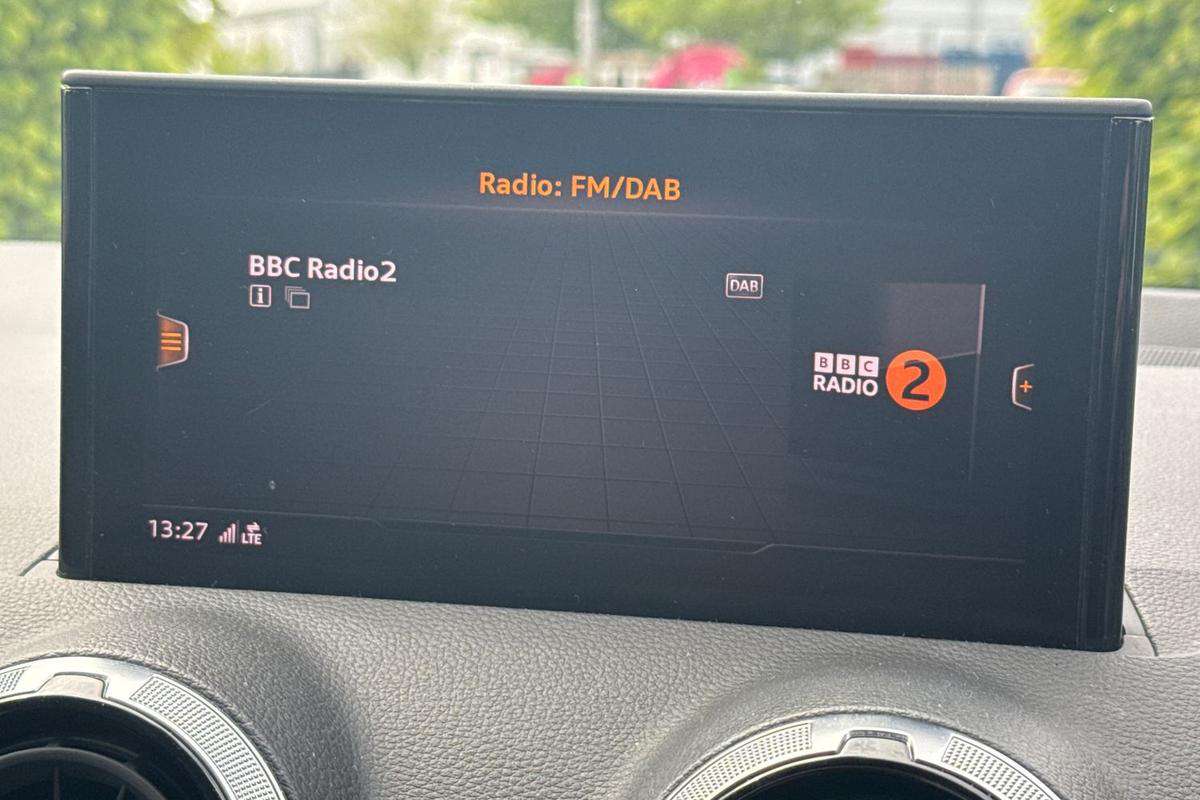 Radio: FM/DAB
BBC Radio2
i
DAB
BBC
RADIO 2
+
13:27 LTE